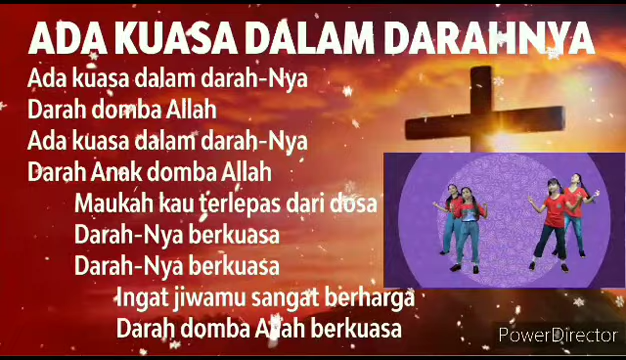 ADA KUASA DALAM DARAHNYA
Ada kuasa dalam darah-Nya
Darah domba Allah
Ada kuasa dalam darah-Nya
Darah Anak domba Allah
Maukah kau terlepas dari dosa
Darah-Nya berkuasa
Darah-Nya berkuasa
Ingat jiwamu sangat berharga
Darah domba Allah berkuasa
PowerDirector